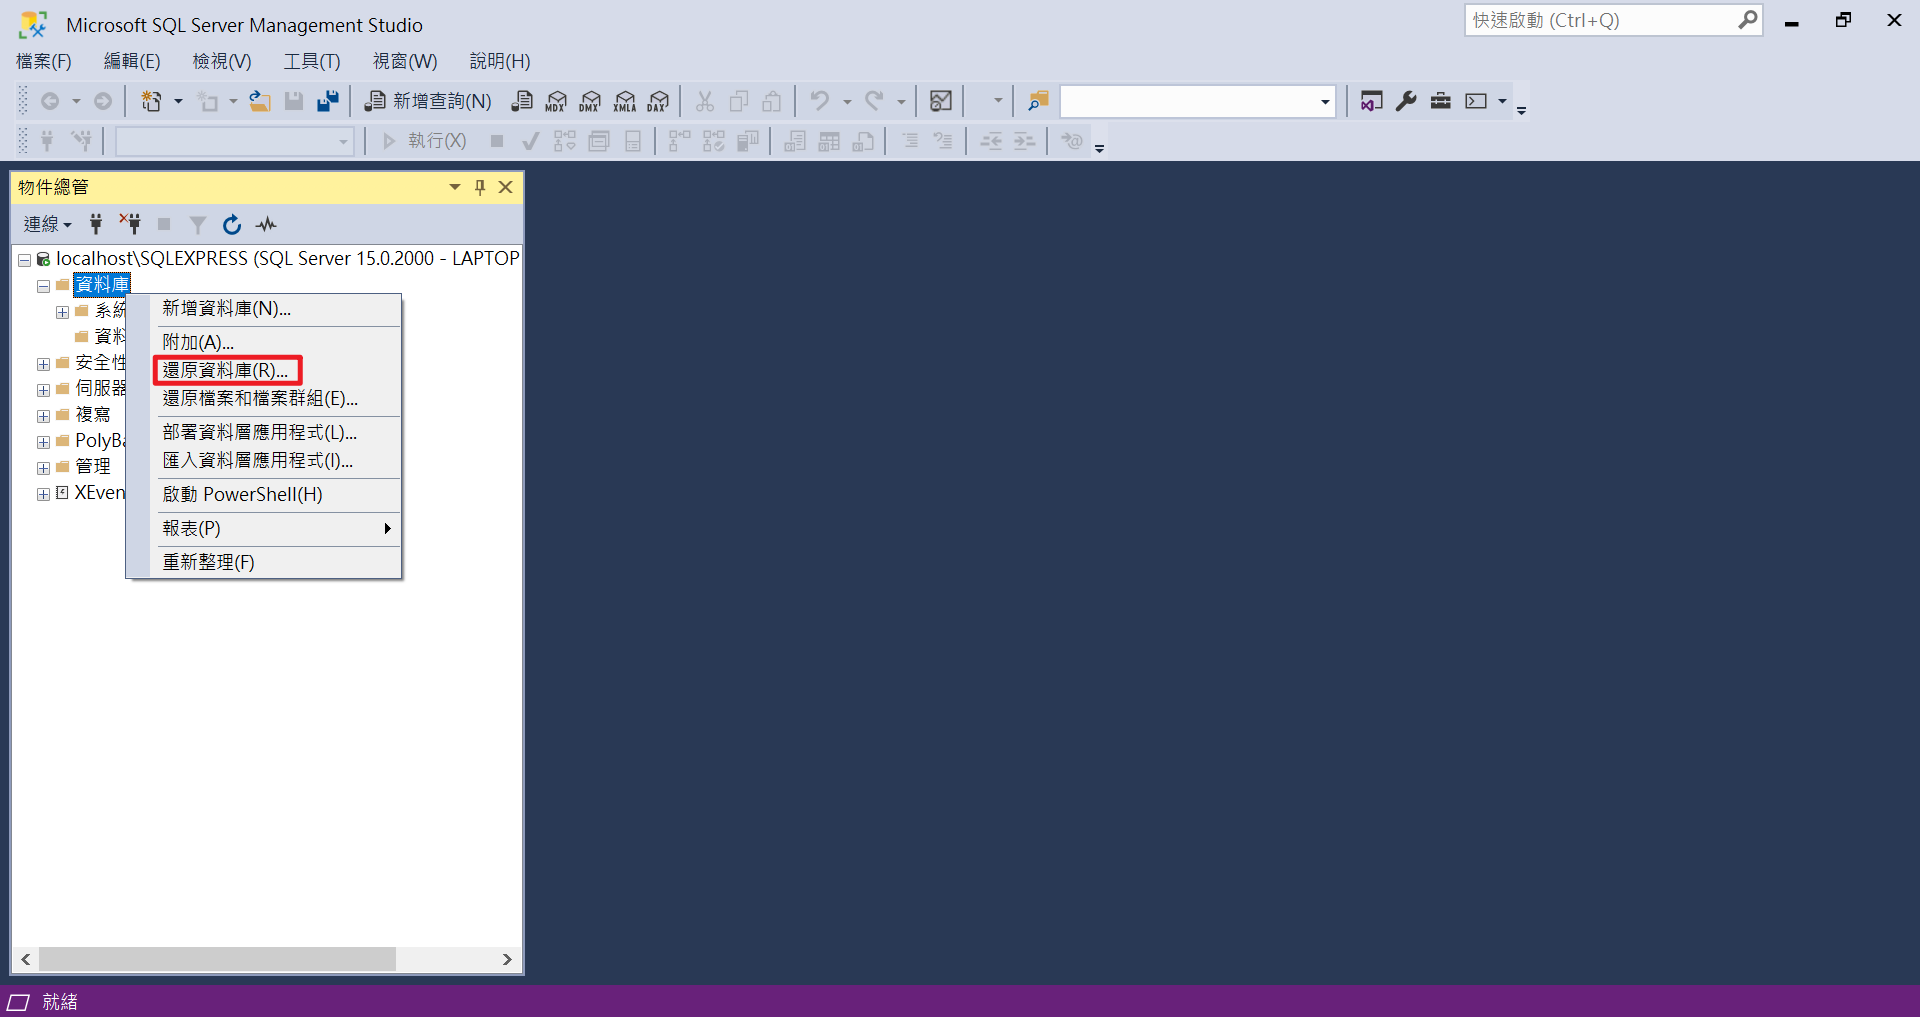 Microsoft SQL Server Management Studio
快速啟動 (Ctrl+Q)
檔案(F) 編輯(E) 檢視(V) 工具(T) 視窗(W) 說明(H)
新增查詢(N) MDX DMX XMLA DAX
執行(X)
物件總管
連線
localhost\SQLEXPRESS (SQL Server 15.0.2000 - LAPTOP
資料庫
系統
資料
安全性
伺服器
複寫
PolyBa
管理
XEven
新增資料庫(N)...
附加(A)...
還原資料庫(R)...
還原檔案和檔案群組(E)...
部署資料層應用程式(L)...
匯入資料層應用程式(I)...
啟動 PowerShell(H)
報表(P)
重新整理(F)
就緒